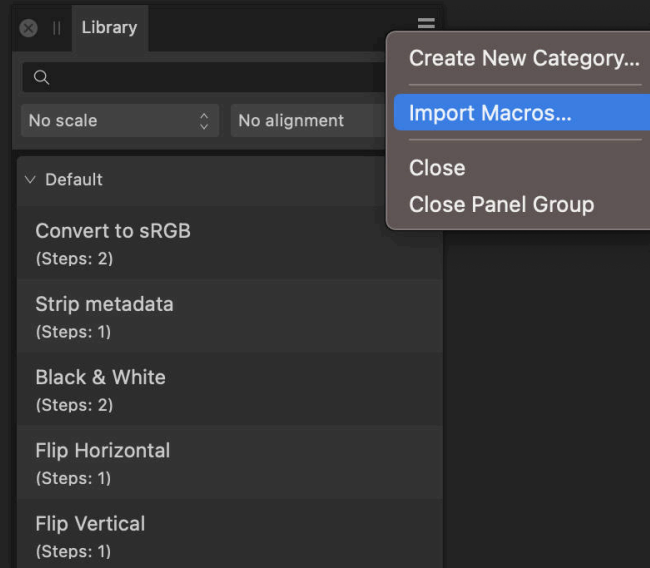 Library
Create New Category...
Import Macros...
Close
Close Panel Group
No scale
No alignment
Default
Convert to sRGB
(Steps: 2)
Strip metadata
(Steps: 1)
Black & White
(Steps: 2)
Flip Horizontal
(Steps: 1)
Flip Vertical
(Steps: 1)